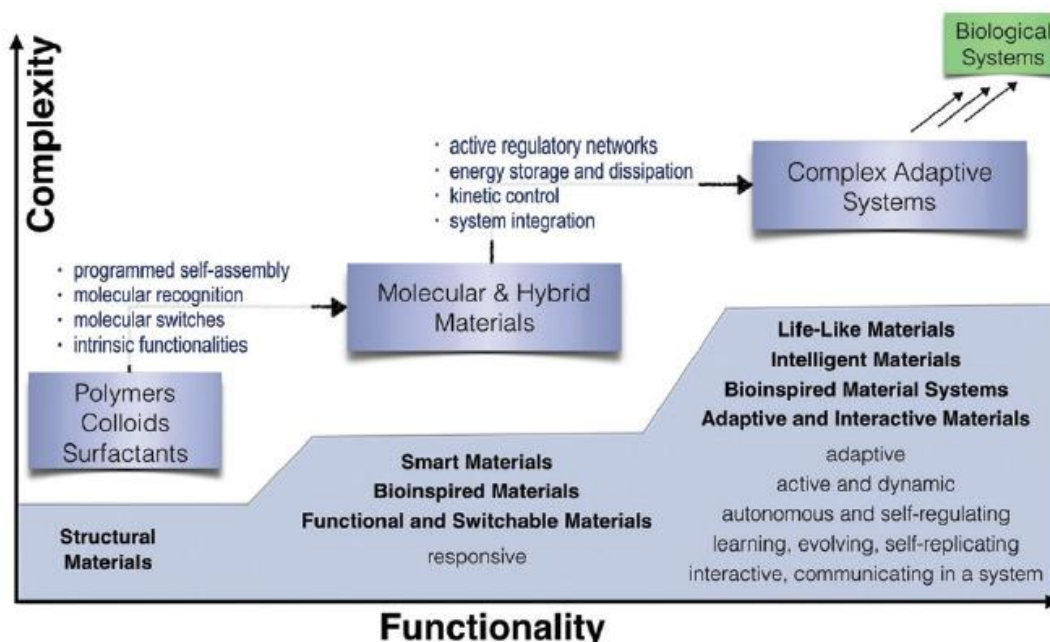 Complexity
Biological
Systems
• active regulatory networks
• energy storage and dissipation
• kinetic control
• system integration
Complex Adaptive
Systems
• programmed self-assembly
• molecular recognition
• molecular switches
• intrinsic functionalities
Molecular & Hybrid
Materials
Polymers
Colloids
Surfactants
Structural
Materials
Smart Materials
Bioinspired Materials
Functional and Switchable Materials
responsive
Life-Like Materials
Intelligent Materials
Bioinspired Material Systems
Adaptive and Interactive Materials
adaptive
active and dynamic
autonomous and self-regulating
learning, evolving, self-replicating
interactive, communicating in a system
Functionality